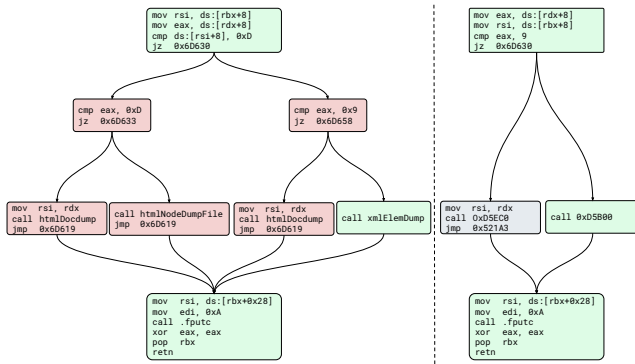 mov rsi, ds:[rbx+8]
mov eax, ds:[rdx+8]
cmp ds:[rsi+8], 0xD
jz 0x6D630
cmp eax, 0xD
jz 0x6D633
cmp eax, 0x9
jz 0x6D658
mov rsi, rdx
call htmlDocdump
jmp 0x6D619
call htmlNodeDumpFile
jmp 0x6D619
mov rsi, rdx
call htmlDocdump
jmp 0x6D619
call xmlElemDump
mov rsi, ds:[rbx+0x28]
mov edi, 0xA
call .fputc
xor eax, eax
pop rbx
retn
mov eax, ds:[rdx+8]
mov rsi, ds:[rbx+8]
cmp eax, 9
jz 0x6D630
mov rsi, rdx
call 0xD5EC0
jmp 0x521A3
call 0xD5B00
mov rsi, ds:[rbx+0x28]
mov edi, 0xA
call .fputc
xor eax, eax
pop rbx
retn